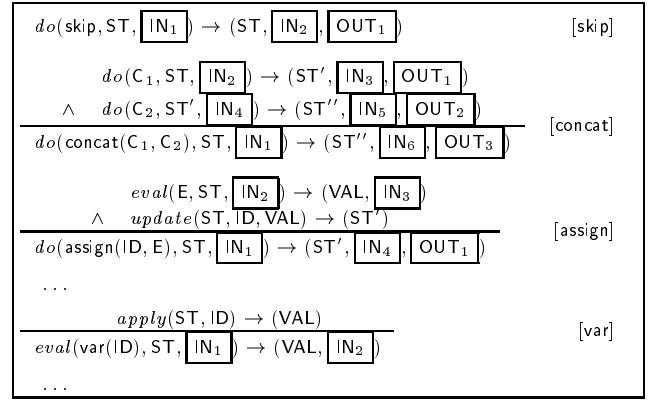 do(skip, ST, IN₁) → (ST, IN₂, OUT₁) [skip]
do(C₁, ST, IN₂) → (ST′, IN₃, OUT₁)
∧ do(C₂, ST′, IN₄) → (ST′′, IN₅, OUT₂)
[concat]
do(concat(C₁, C₂), ST, IN₁) → (ST′′, IN₆, OUT₃)
eval(E, ST, IN₂) → (VAL, IN₃)
∧ update(ST, ID, VAL) → (ST′)
[assign]
do(assign(ID, E), ST, IN₁) → (ST′, IN₄, OUT₁)
...
apply(ST, ID) → (VAL)
[var]
eval(var(ID), ST, IN₁) → (VAL, IN₂)
...